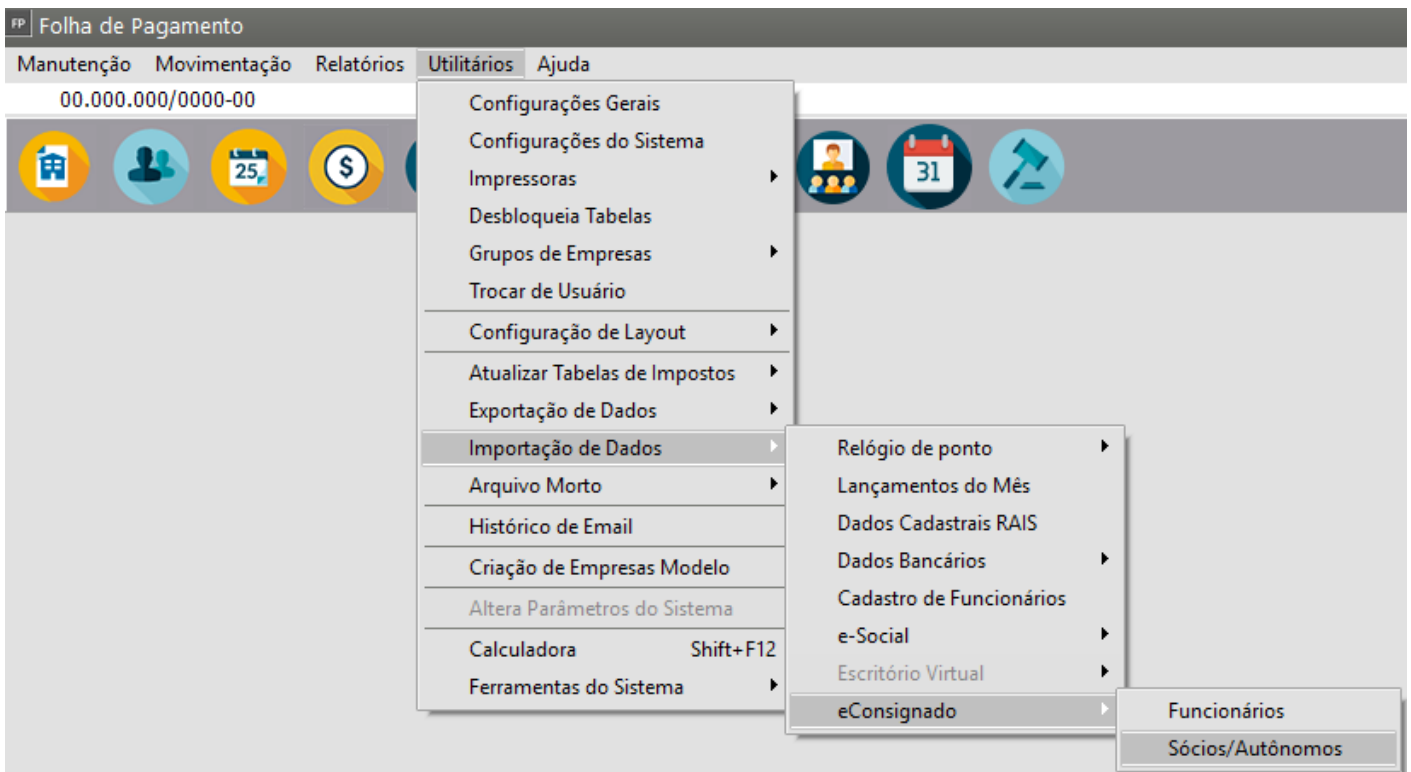 FP Folha de Pagamento
Manutenção Movimentação Relatórios Utilitários Ajuda
00.000.000/0000-00
25
$
31
Configurações Gerais
Configurações do Sistema
Impressoras
Desbloqueia Tabelas
Grupos de Empresas
Trocar de Usuário
Configuração de Layout
Atualizar Tabelas de Impostos
Exportação de Dados
Importação de Dados
Arquivo Morto
Histórico de Email
Criação de Empresas Modelo
Altera Parâmetros do Sistema
Calculadora Shift+F12
Ferramentas do Sistema
Relógio de ponto
Lançamentos do Mês
Dados Cadastrais RAIS
Dados Bancários
Cadastro de Funcionários
e-Social
Escritório Virtual
eConsignado
Funcionários
Sócios/Autônomos